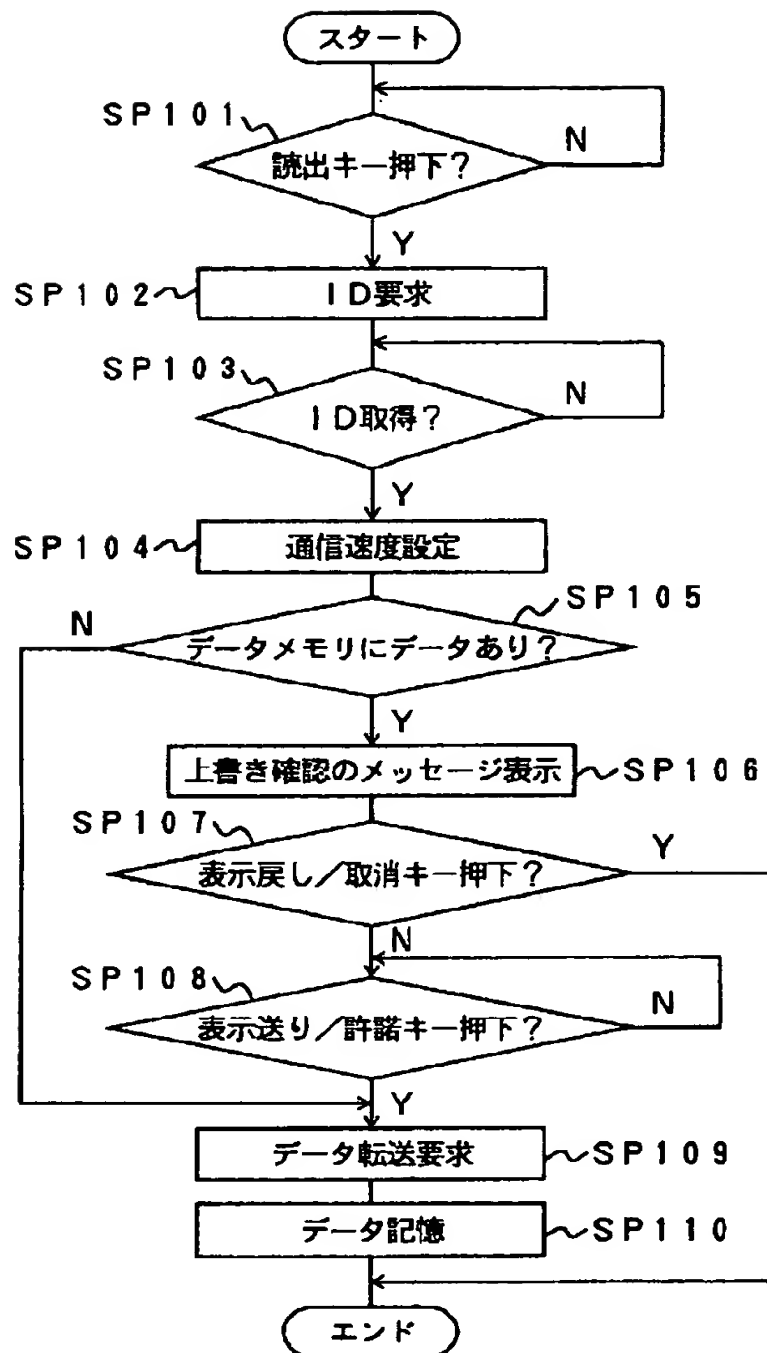 スタート
SP101
読出キー押下？
N
Y
SP102
ＩＤ要求
SP103
ＩＤ取得？
N
Y
SP104
通信速度設定
SP105
N
データメモリにデータあり？
Y
上書き確認のメッセージ表示
SP106
SP107
Y
表示戻し／取消キー押下？
N
SP108
N
表示送り／許諾キー押下？
Y
データ転送要求
SP109
データ記憶
SP110
エンド